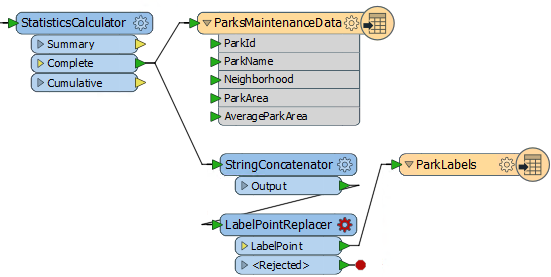 StatisticsCalculator
Summary
Complete
Cumulative
ParksMaintenanceData
ParkId
ParkName
Neighborhood
ParkArea
AverageParkArea
StringConcatenator
Output
LabelPointReplacer
LabelPoint
<Rejected>
ParkLabels